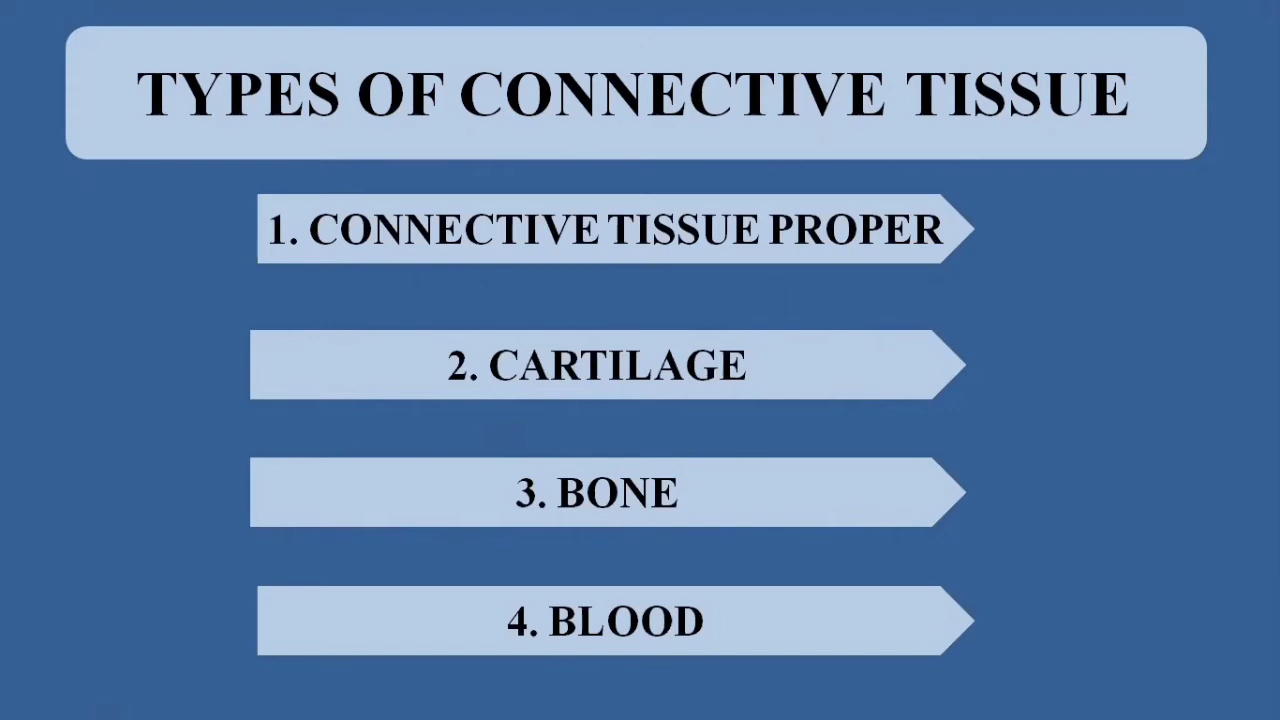 TYPES OF CONNECTIVE TISSUE
1. CONNECTIVE TISSUE PROPER
2. CARTILAGE
3. BONE
4. BLOOD